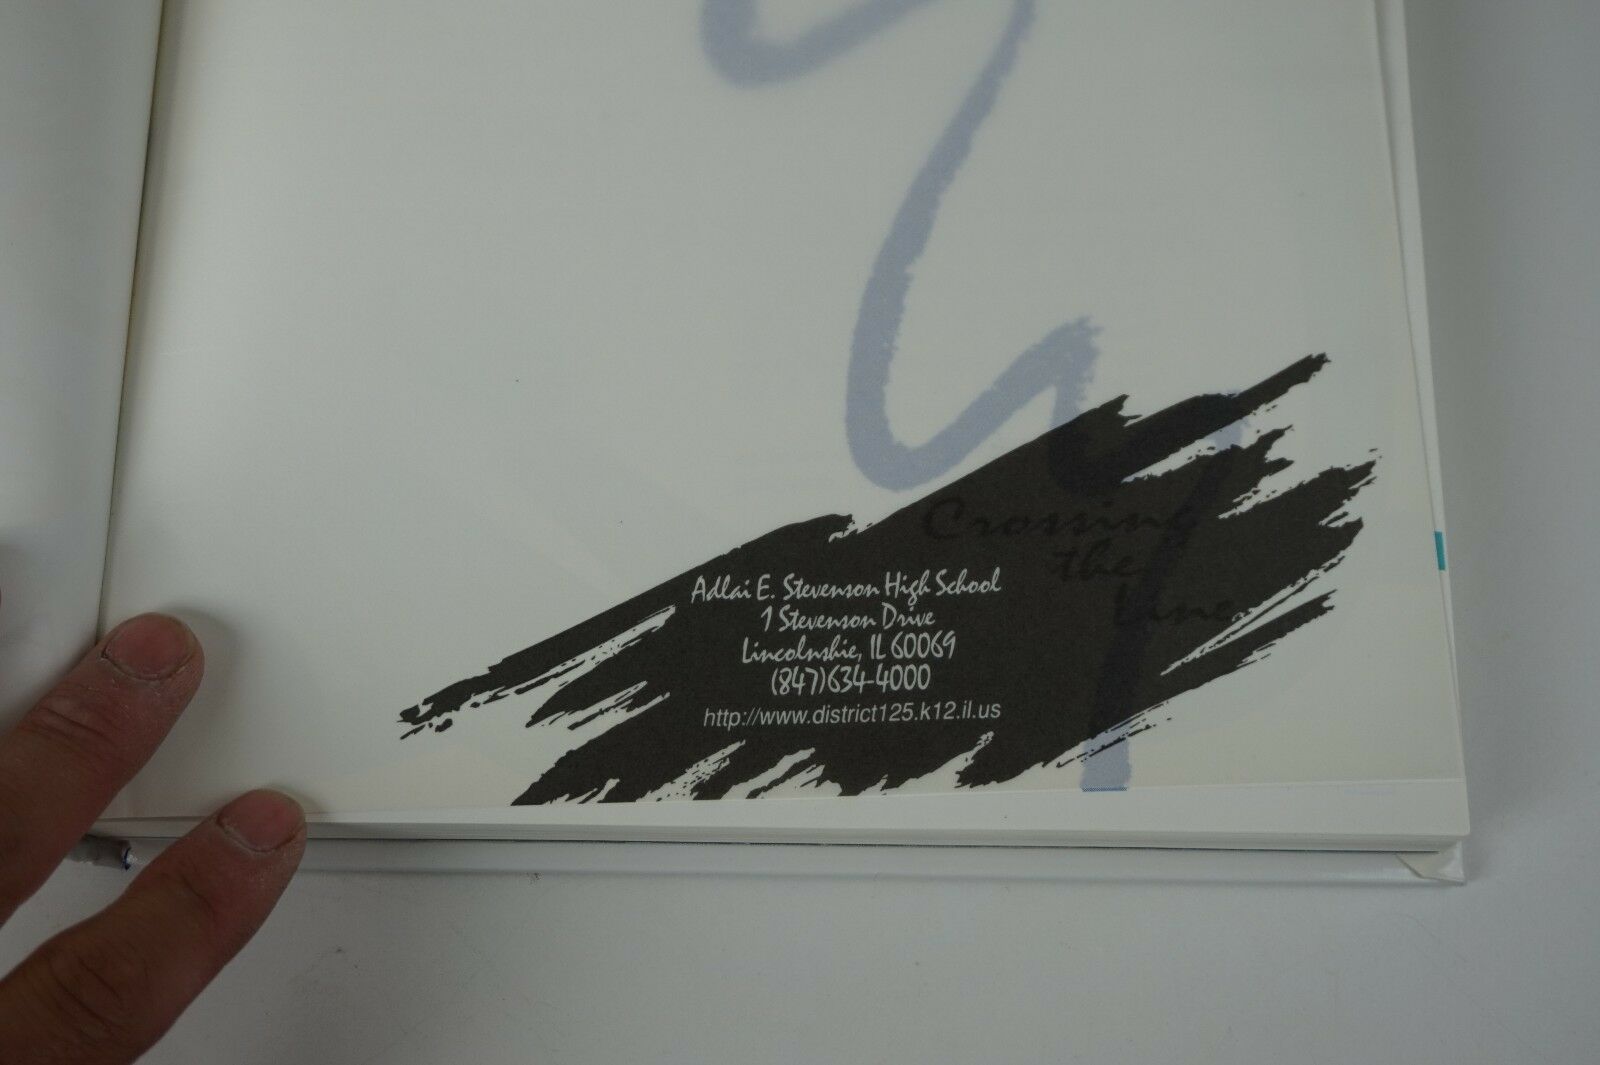 Crossing
the
Line
Adlai E. Stevenson High School
1 Stevenson Drive
Lincolnshie, IL 60069
(847)634-4000
http://www.district125.k12.il.us